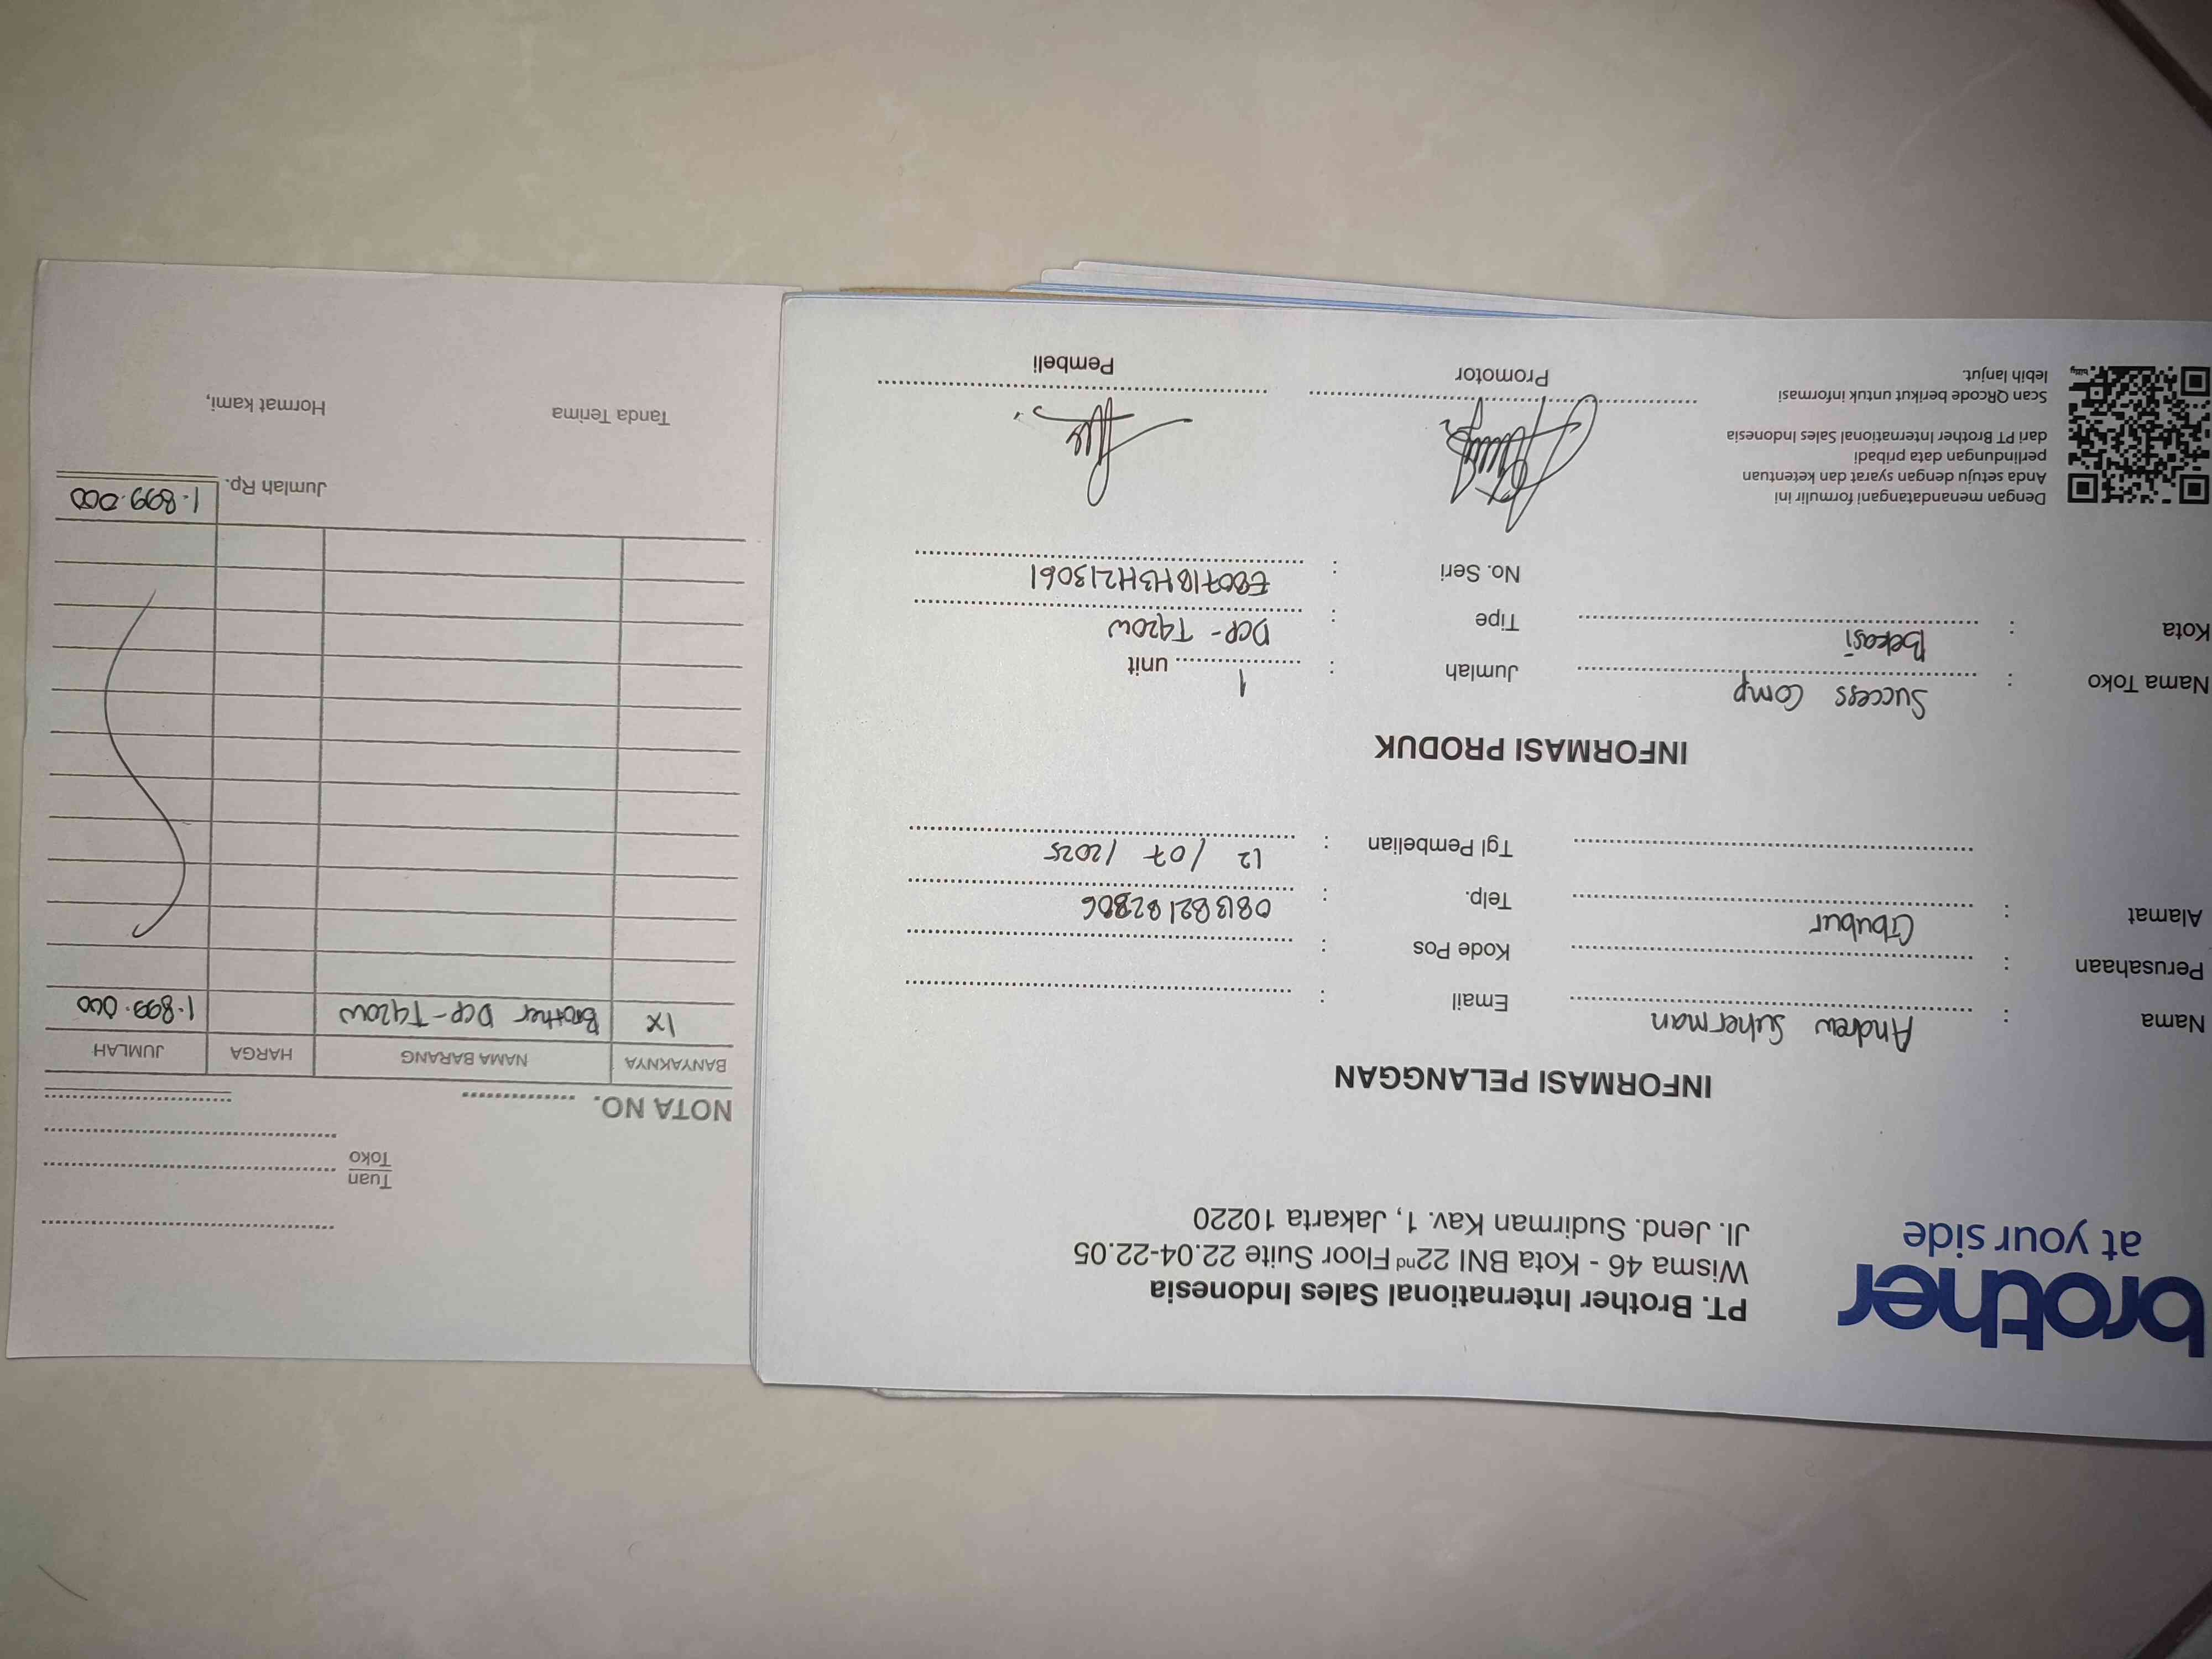 brother
at your side
PT. Brother International Sales Indonesia
Wisma 46 - Kota BNI 22nd Floor Suite 22.04-22.05
Jl. Jend. Sudirman Kav. 1, Jakarta 10220
INFORMASI PELANGGAN
Nama : Andrew Suherman
Perusahaan :
Alamat : Cibubur
Email :
Kode Pos :
Telp. :
Tgl Pembelian : 12 / 07 / 2025
INFORMASI PRODUK
Nama Toko : Success Comp
Kota : Bekasi
Jumlah : 1 unit
Tipe : DCP-T420W
No. Seri :
Dengan menandatangani formulir ini
Anda setuju dengan syarat dan ketentuan
perlindungan data pribadi
dari PT Brother International Sales Indonesia
Scan QRcode berikut untuk informasi
lebih lanjut.
Promotor
Pembeli
Tuan
Toko
NOTA NO.
BANYAKNYA NAMA BARANG HARGA JUMLAH
1x Brother DCP-T420W 1.899.000
Jumlah Rp. 1.899.000
Tanda Terima
Hormat kami,